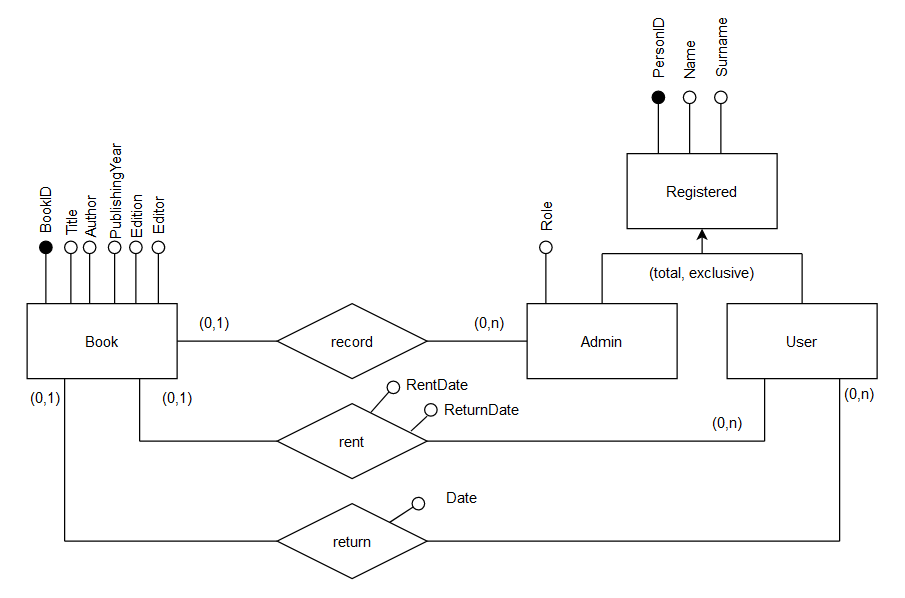 PersonID
Name
Surname
Registered
(total, exclusive)
BookID
Title
Author
PublishingYear
Edition
Editor
Role
Book
(0,1)
record
(0,n)
Admin
User
(0,1)
(0,1)
RentDate
ReturnDate
rent
(0,n)
(0,n)
Date
return